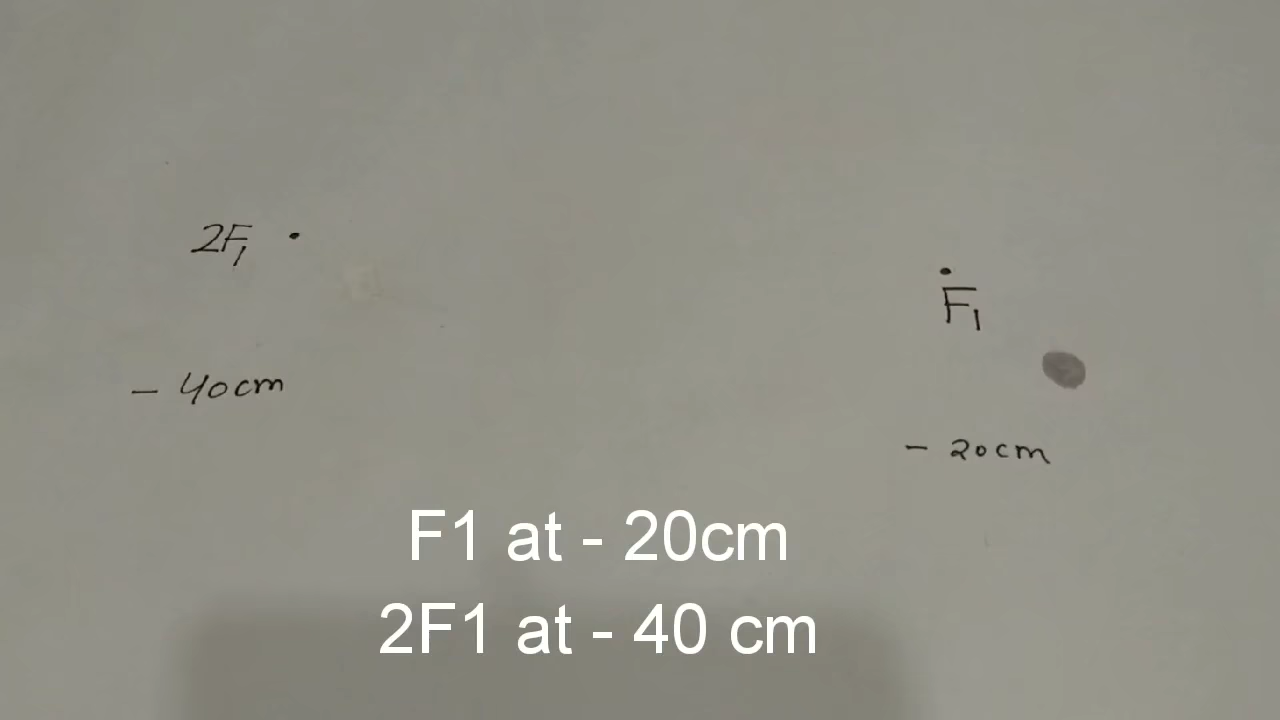 2F1 .
. F1
- 40cm
- 20cm
F1 at - 20cm
2F1 at - 40 cm